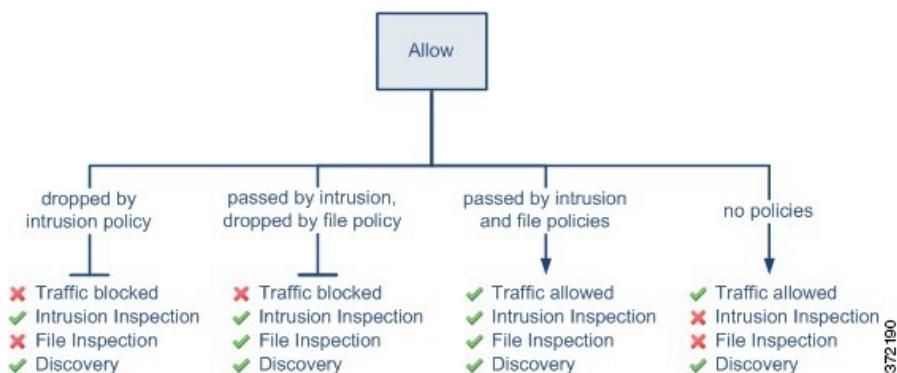 Allow
dropped by
intrusion policy
passed by intrusion,
dropped by file policy
passed by intrusion
and file policies
no policies
Traffic blocked
Intrusion Inspection
File Inspection
Discovery
Traffic blocked
Intrusion Inspection
File Inspection
Discovery
Traffic allowed
Intrusion Inspection
File Inspection
Discovery
Traffic allowed
Intrusion Inspection
File Inspection
Discovery
372190